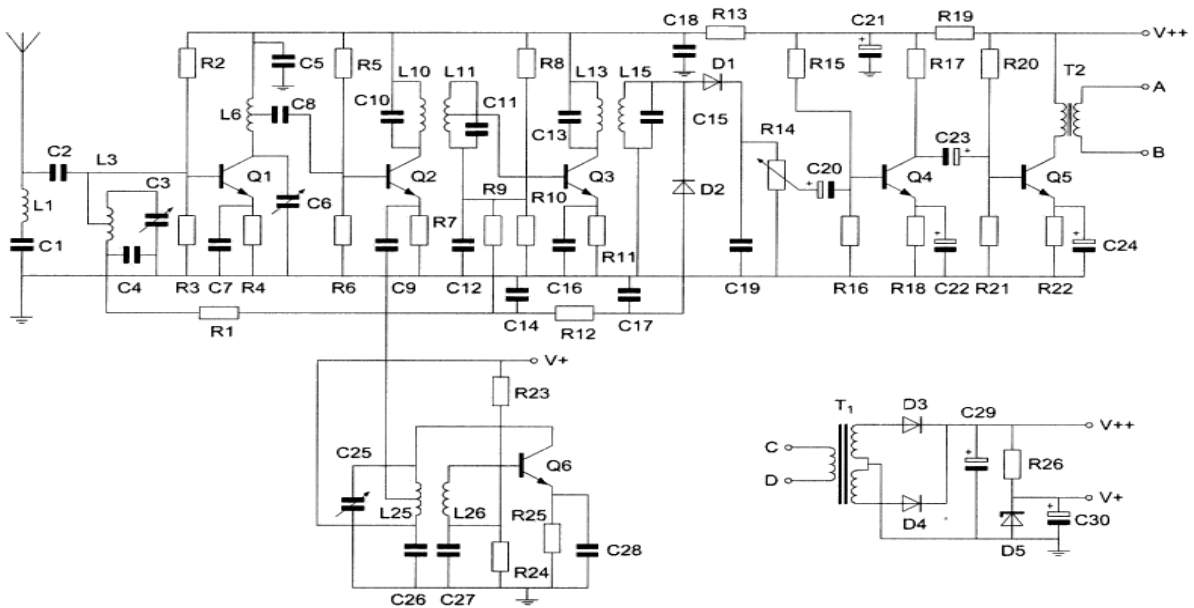 C18 R13 C21 R19
V++
R2 C5 R5 L10 L11 R8 L13 L15 D1 R15 R17 R20 T2
L6 C8 C10 C11 C13 C15 R14 C23 A
C2 L3 C3 Q1 C6 Q2 R9 Q3 D2 C20 Q4 Q5 B
L1 R7 R10
C1 R11 C24
C4 R3 C7 R4 R6 C9 C12 C16 C19 R16 R18 C22 R21 R22
R1 C14 R12 C17
V+
R23
T1 D3 C29 V++
C25 Q6 C R26
D V+
L25 L26 R25 D4 C30
C28 D5
R24
C26 C27